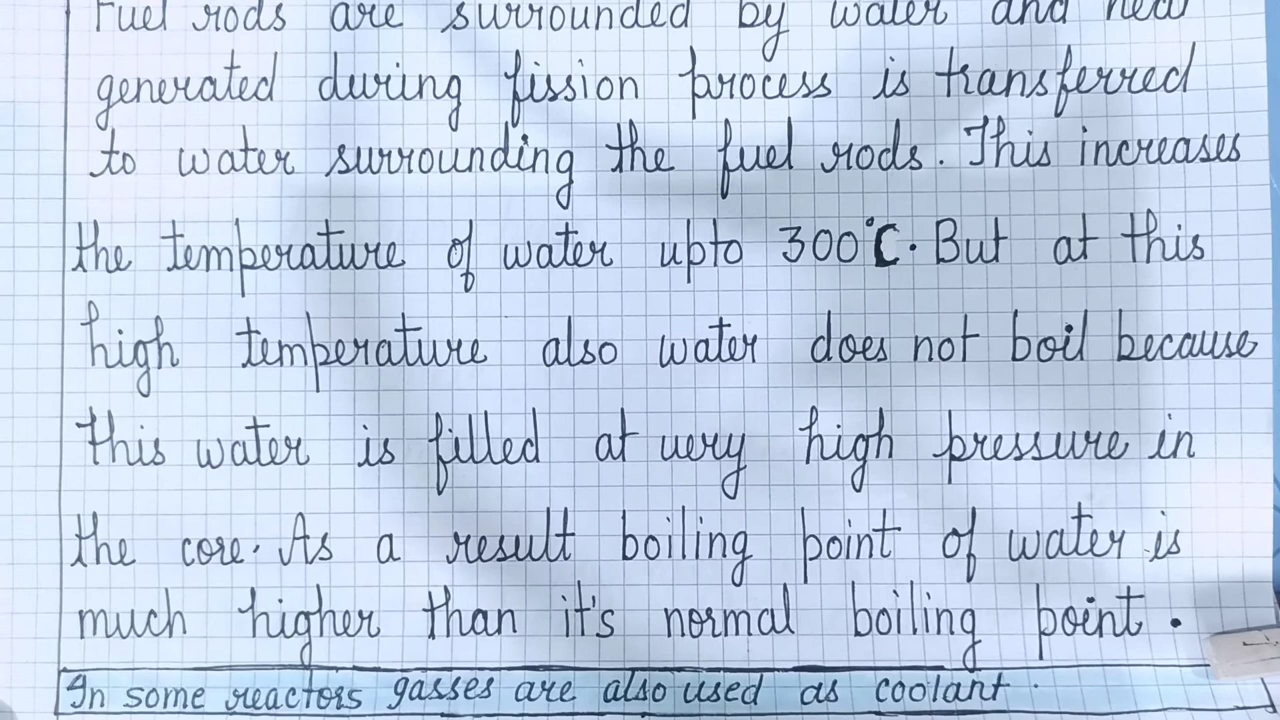 Fuel rods are surrounded by water and
generated during fission process is transferred
to water surrounding the fuel rods. This increases
the temperature of water upto 300°C. But at this
high temperature also water does not boil because
this water is filled at very high pressure in
the core. As a result boiling point of water is
much higher than it's normal boiling point.
In some reactors gasses are also used as coolant.